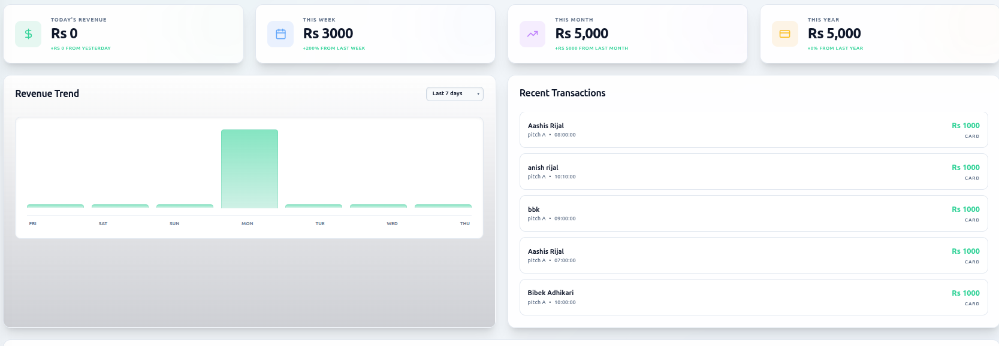 TODAY'S REVENUE
Rs 0
+RS 0 FROM YESTERDAY
THIS WEEK
Rs 3000
+200% FROM LAST WEEK
THIS MONTH
Rs 5,000
+RS 5000 FROM LAST MONTH
THIS YEAR
Rs 5,000
+0% FROM LAST YEAR
Revenue Trend
Last 7 days
FRI SAT SUN MON TUE WED THU
Recent Transactions
Aashis Rijal Rs 1000
pitch A • 08:00:00 CARD
anish rijal Rs 1000
pitch A • 10:10:00 CARD
bbk Rs 1000
pitch A • 09:00:00 CARD
Aashis Rijal Rs 1000
pitch A • 07:00:00 CARD
Bibek Adhikari Rs 1000
pitch A • 10:00:00 CARD